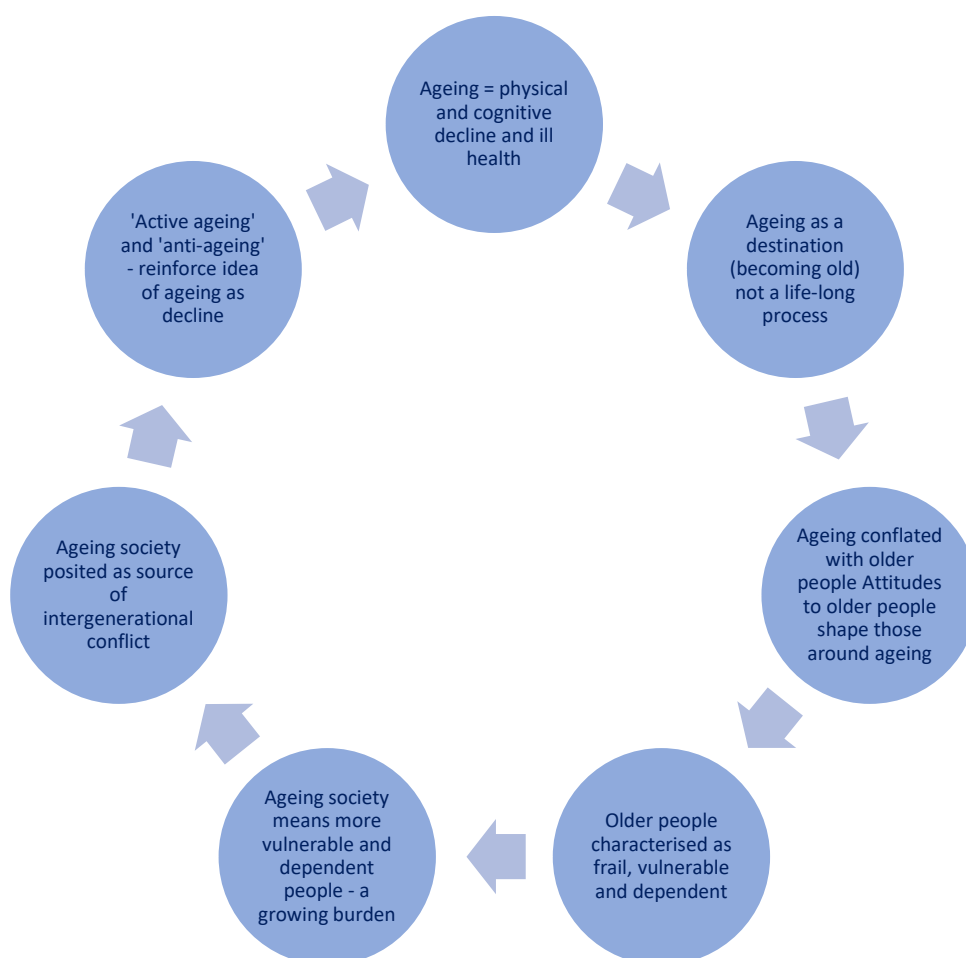 Ageing = physical
and cognitive
decline and ill
health
Ageing as a
destination
(becoming old)
not a life-long
process
Ageing conflated
with older
people Attitudes
to older people
shape those
around ageing
Older people
characterised as
frail, vulnerable
and dependent
Ageing society
means more
vulnerable and
dependent
people - a
growing burden
Ageing society
posited as source
of
intergenerational
conflict
'Active ageing'
and 'anti-ageing'
- reinforce idea
of ageing as
decline